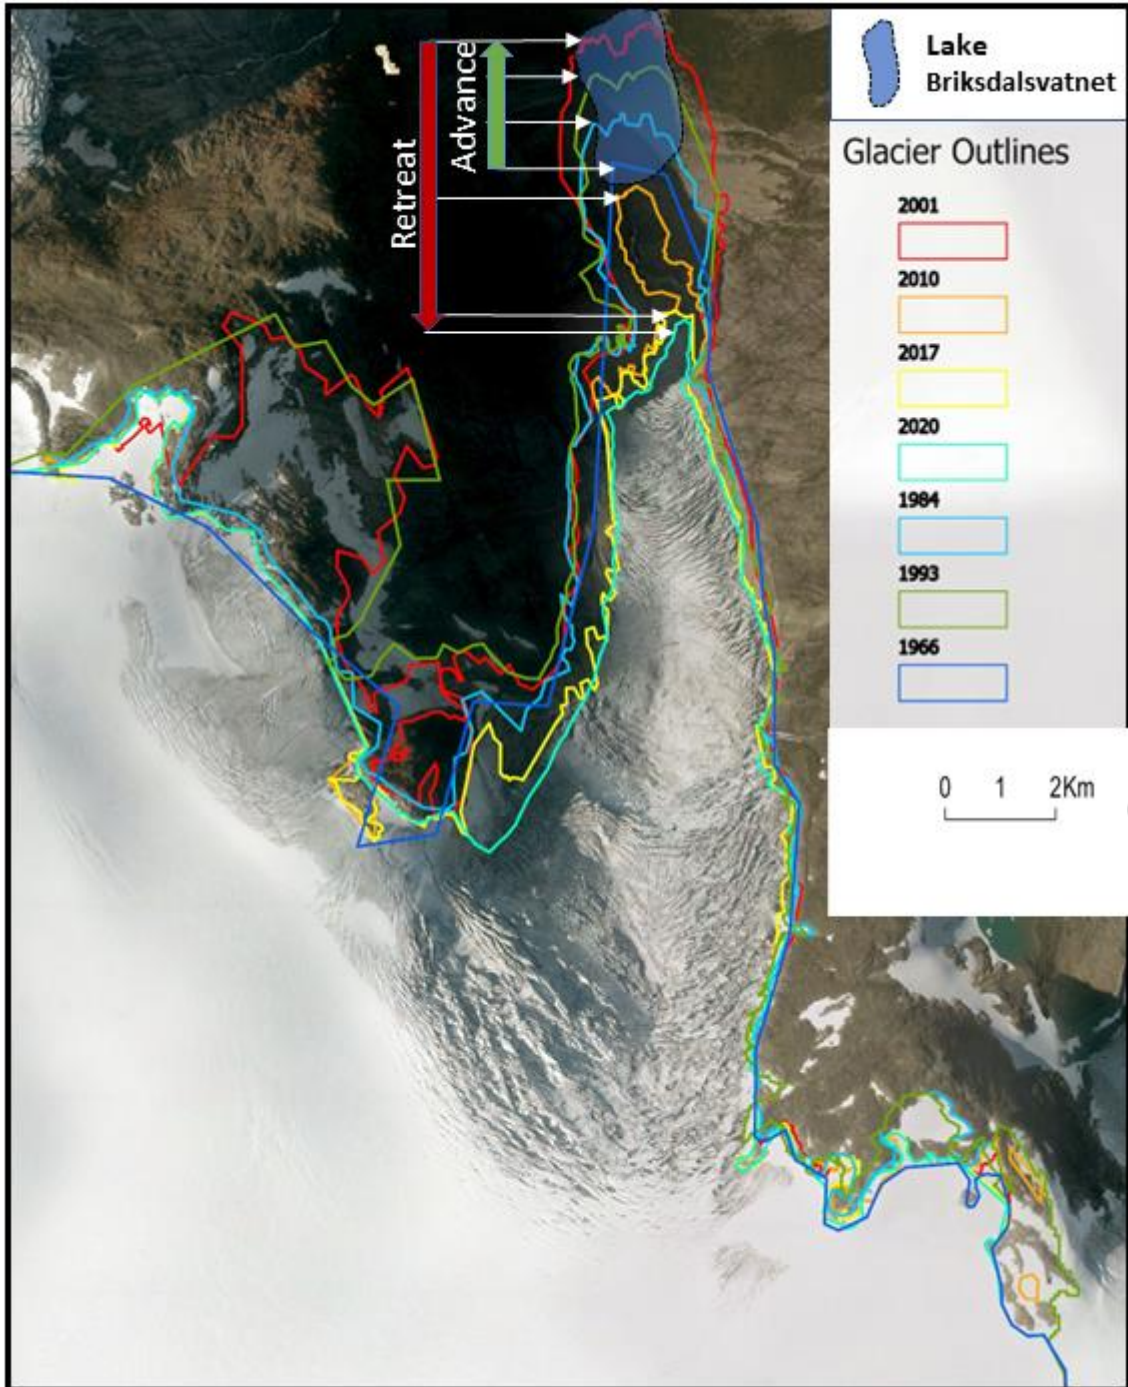 Lake
Briksdalsvatnet
Glacier Outlines
2001
2010
2017
2020
1984
1993
1966
0 1 2Km
Advance
Retreat